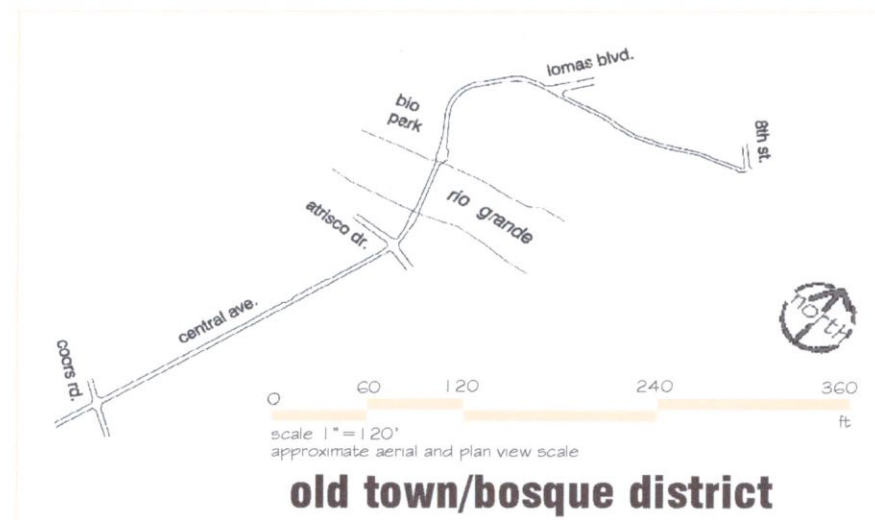 lomas blvd.
bio
park
8th st.
rio grande
atrisco dr.
central ave.
coors rd.
north
0 60 120 240 360
ft
scale 1"=120'
approximate aerial and plan view scale
old town/bosque district